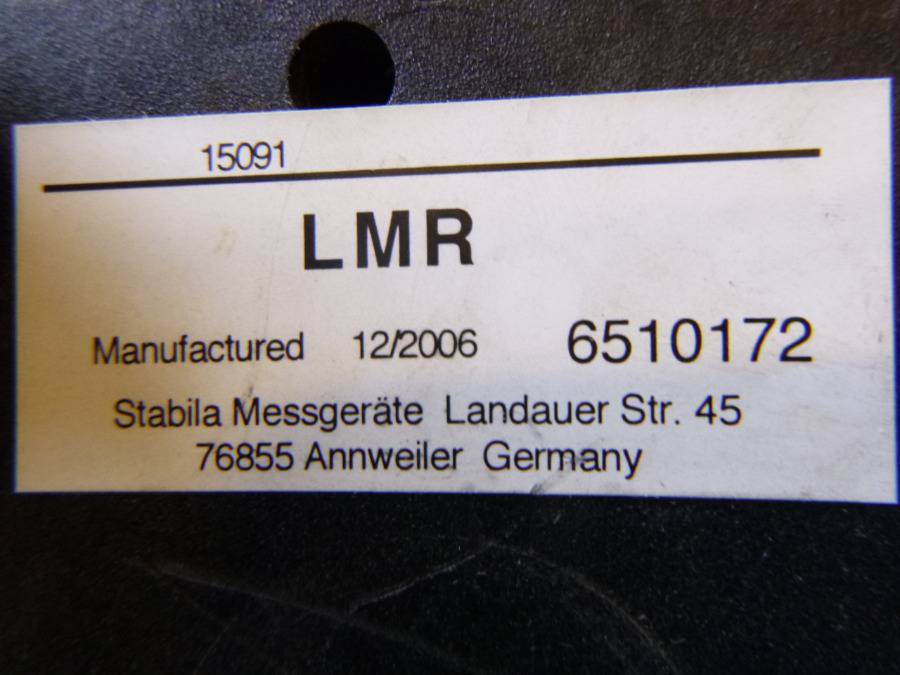 15091
LMR
Manufactured 12/2006 6510172
Stabila Messgeräte Landauer Str. 45
76855 Annweiler Germany